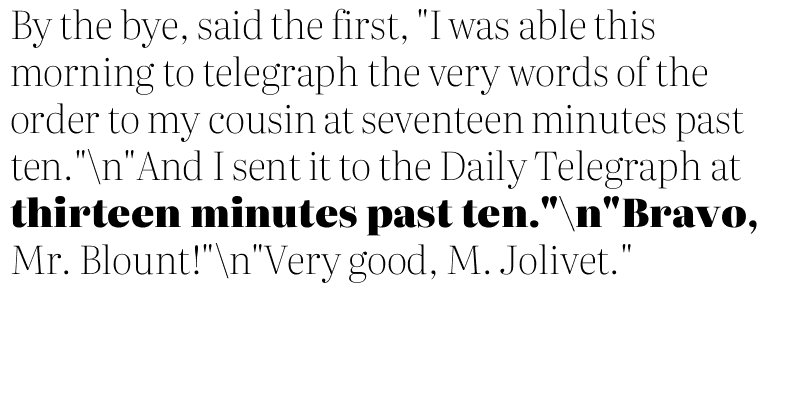 By the bye, said the first, "I was able this
morning to telegraph the very words of the
order to my cousin at seventeen minutes past
ten."\n"And I sent it to the Daily Telegraph at
thirteen minutes past ten."\n"Bravo,
Mr. Blount!"\n"Very good, M. Jolivet."